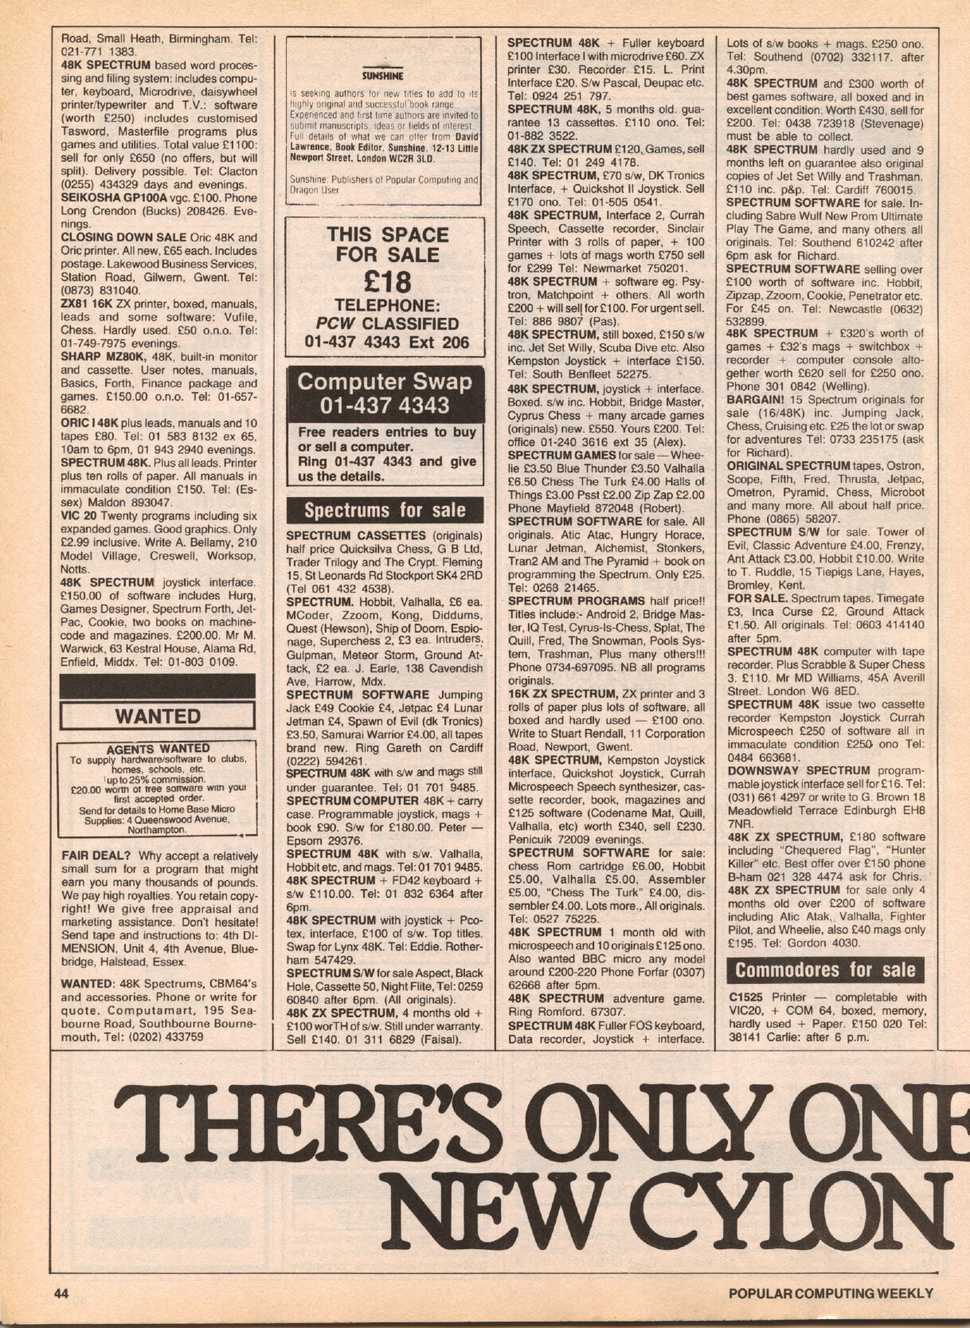 Road, Small Heath, Birmingham. Tel:
021-771 1383.
48K SPECTRUM based word proces-
sing and filing system: includes compu-
ter, keyboard, Microdrive, daisywheel
printer/typewriter and T.V.: software
(worth £250) includes customised
Tasword, Masterfile programs plus
games and utilities. Total value £1100:
sell for only £650 (no offers, but will
split). Delivery possible. Tel: Clacton
(0255) 434329 days and evenings.
SEIKOSHA GP100A vgc. £100. Phone
Long Crendon (Bucks) 208426. Eve-
nings.
CLOSING DOWN SALE Oric 48K and
Oric printer. All new, £65 each. Includes
postage. Lakewood Business Services,
Station Road, Gilwern, Gwent. Tel:
(0873) 831040.
ZX81 16K ZX printer, boxed, manuals,
leads and some software: Vufile,
Chess. Hardly used. £50 o.n.o. Tel:
01-749-7975 evenings.
SHARP MZ80K, 48K, built-in monitor
and cassette. User notes, manuals,
Basics, Forth, Finance package and
games. £150.00 o.n.o. Tel: 01-657-
6682.
ORIC I 48K plus leads, manuals and 10
tapes £80. Tel: 01 583 8132 ex 65,
10am to 6pm, 01 943 2940 evenings.
SPECTRUM 48K. Plus all leads. Printer
plus ten rolls of paper. All manuals in
immaculate condition £150. Tel: (Es-
sex) Maldon 893047.
VIC 20 Twenty programs including six
expanded games. Good graphics. Only
£2.99 inclusive. Write A. Bellamy, 210
Model Village, Creswell, Worksop,
Notts.
48K SPECTRUM joystick interface.
£150.00 of software includes Hurg,
Games Designer, Spectrum Forth, Jet-
Pac, Cookie, two books on machine-
code and magazines. £200.00. Mr M.
Warwick, 63 Kestral House, Alama Rd,
Enfield, Middx. Tel: 01-803 0109.
WANTED
AGENTS WANTED
To supply hardware/software to clubs,
homes, schools, etc.
up to 25% commission.
£20.00 worth of free software with your
first accepted order.
Send for details to Home Base Micro
Supplies: 4 Queenswood Avenue,
Northampton.
FAIR DEAL? Why accept a relatively
small sum for a program that might
earn you many thousands of pounds.
We pay high royalties. You retain copy-
right! We give free appraisal and
marketing assistance. Don't hesitate!
Send tape and instructions to: 4th DI-
MENSION, Unit 4, 4th Avenue, Blue-
bridge, Halstead, Essex.
WANTED: 48K Spectrums, CBM64's
and accessories. Phone or write for
quote. Computamart, 195 Sea-
bourne Road, Southbourne Bourne-
mouth, Tel: (0202) 433759
SUNSHINE
is seeking authors for new titles to add to its
highly original and successful book range.
Experienced and first time authors are invited to
submit manuscripts, ideas or fields of interest.
Full details of what we can offer from David
Lawrence, Book Editor, Sunshine, 12-13 Little
Newport Street, London WC2R 3LD.
Sunshine: Publishers of Popular Computing and
Dragon User
THIS SPACE
FOR SALE
£18
TELEPHONE:
PCW CLASSIFIED
01-437 4343 Ext 206
Computer Swap
01-437 4343
Free readers entries to buy
or sell a computer.
Ring 01-437 4343 and give
us the details.
Spectrums for sale
SPECTRUM CASSETTES (originals)
half price Quicksilva Chess, G B Ltd,
Trader Trilogy and The Crypt. Fleming
15, St Leonards Rd Stockport SK4 2RD
(Tel 061 432 4538).
SPECTRUM. Hobbit, Valhalla, £6 ea.
MCoder, Zzoom, Kong, Diddums,
Quest (Hewson), Ship of Doom, Espio-
nage, Superchess 2, £3 ea. Intruders,
Gulpman, Meteor Storm, Ground At-
tack, £2 ea. J. Earle, 138 Cavendish
Ave, Harrow, Mdx.
SPECTRUM SOFTWARE Jumping
Jack £49 Cookie £4, Jetpac £4 Lunar
Jetman £4, Spawn of Evil (dk Tronics)
£3.50, Samurai Warrior £4.00, all tapes
brand new. Ring Gareth on Cardiff
(0222) 594261.
SPECTRUM 48K with s/w and mags still
under guarantee. Tel: 01 701 9485.
SPECTRUM COMPUTER 48K + carry
case. Programmable joystick, mags +
book £90. S/w for £180.00. Peter —
Epsom 29376.
SPECTRUM 48K with s/w. Valhalla,
Hobbit etc, and mags. Tel: 01 701 9485.
48K SPECTRUM + FD42 keyboard +
s/w £110.00. Tel: 01 832 6364 after
6pm.
48K SPECTRUM with joystick + Pco-
tex, interface, £100 of s/w. Top titles.
Swap for Lynx 48K. Tel: Eddie. Rother-
ham 547429.
SPECTRUM S/W for sale Aspect, Black
Hole, Cassette 50, Night Flite, Tel: 0259
60840 after 6pm. (All originals).
48K ZX SPECTRUM, 4 months old +
£100 worTH of s/w. Still under warranty.
Sell £140. 01 311 6829 (Faisal).
SPECTRUM 48K + Fuller keyboard
£100 Interface I with microdrive £60. ZX
printer £30. Recorder £15. L. Print
Interface £20. S/w Pascal, Deupac etc.
Tel: 0924 251 797.
SPECTRUM 48K, 5 months old. gua-
rantee 13 cassettes. £110 ono. Tel:
01-882 3522.
48K ZX SPECTRUM £120, Games, sell
£140. Tel: 01 249 4178.
48K SPECTRUM, £70 s/w, DK Tronics
Interface, + Quickshot II Joystick. Sell
£170 ono. Tel: 01-505 0541.
48K SPECTRUM, Interface 2, Currah
Speech, Cassette recorder, Sinclair
Printer with 3 rolls of paper, + 100
games + lots of mags worth £750 sell
for £299 Tel: Newmarket 750201.
48K SPECTRUM + software eg. Psy-
tron, Matchpoint + others. All worth
£200 + will sell for £100. For urgent sell.
Tel: 886 9807 (Pas).
48K SPECTRUM, still boxed, £150 s/w
inc. Jet Set Willy, Scuba Dive etc. Also
Kempston Joystick + interface £150.
Tel: South Benfleet 52275.
48K SPECTRUM, joystick + interface.
Boxed. s/w inc. Hobbit, Bridge Master,
Cyprus Chess + many arcade games
(originals) new. £550. Yours £200. Tel:
office 01-240 3616 ext 35 (Alex).
SPECTRUM GAMES for sale — Whee-
lie £3.50 Blue Thunder £3.50 Valhalla
£6.50 Chess The Turk £4.00 Halls of
Things £3.00 Psst £2.00 Zip Zap £2.00
Phone Mayfield 872048 (Robert).
SPECTRUM SOFTWARE for sale. All
originals. Atic Atac, Hungry Horace,
Lunar Jetman, Alchemist, Stonkers,
Tran2 AM and The Pyramid + book on
programming the Spectrum. Only £25.
Tel: 0268 21465.
SPECTRUM PROGRAMS half price!!
Titles include:- Android 2, Bridge Mas-
ter, IQ Test, Cyrus-Is-Chess, Splat, The
Quill, Fred, The Snowman, Pools Sys-
tem, Trashman, Plus many others!!!
Phone 0734-697095. NB all programs
originals.
16K ZX SPECTRUM, ZX printer and 3
rolls of paper plus lots of software, all
boxed and hardly used — £100 ono.
Write to Stuart Rendall, 11 Corporation
Road, Newport, Gwent.
48K SPECTRUM, Kempston Joystick
interface, Quickshot Joystick, Currah
Microspeech Speech synthesizer, cas-
sette recorder, book, magazines and
£125 software (Codename Mat, Quill,
Valhalla, etc) worth £340, sell £230.
Penicuik 72009 evenings.
SPECTRUM SOFTWARE for sale:
chess Rom cartridge £6.00, Hobbit
£5.00, Valhalla £5.00, Assembler
£5.00, "Chess The Turk" £4.00, dis-
sembler £4.00. Lots more., All originals.
Tel: 0527 75225.
48K SPECTRUM 1 month old with
microspeech and 10 originals £125 ono.
Also wanted BBC micro any model
around £200-220 Phone Forfar (0307)
62668 after 5pm.
48K SPECTRUM adventure game.
Ring Romford. 67307.
SPECTRUM 48K Fuller FOS keyboard,
Data recorder, Joystick + interface.
Lots of s/w books + mags. £250 ono.
Tel: Southend (0702) 332117. after
4.30pm.
48K SPECTRUM and £300 worth of
best games software, all boxed and in
excellent condition. Worth £430, sell for
£200. Tel: 0438 723918 (Stevenage)
must be able to collect.
48K SPECTRUM hardly used and 9
months left on guarantee also original
copies of Jet Set Willy and Trashman.
£110 inc. p&p. Tel: Cardiff 760015.
SPECTRUM SOFTWARE for sale. In-
cluding Sabre Wulf New Prom Ultimate
Play The Game, and many others all
originals. Tel: Southend 610242 after
6pm ask for Richard.
SPECTRUM SOFTWARE selling over
£100 worth of software inc. Hobbit,
Zipzap, Zzoom, Cookie, Penetrator etc.
For £45 on. Tel: Newcastle (0632)
532899.
48K SPECTRUM + £320's worth of
games + £32's mags + switchbox +
recorder + computer console alto-
gether worth £620 sell for £250 ono.
Phone 301 0842 (Welling).
BARGAIN! 15 Spectrum originals for
sale (16/48K) inc. Jumping Jack,
Chess, Cruising etc. £25 the lot or swap
for adventures Tel: 0733 235175 (ask
for Richard).
ORIGINAL SPECTRUM tapes, Ostron,
Scope, Fifth, Fred, Thrusta, Jetpac,
Ometron, Pyramid, Chess, Microbot
and many more. All about half price.
Phone (0865) 58207.
SPECTRUM S/W for sale. Tower of
Evil, Classic Adventure £4.00, Frenzy,
Ant Attack £3.00, Hobbit £10.00. Write
to T. Ruddle, 15 Tiepigs Lane, Hayes,
Bromley, Kent.
FOR SALE. Spectrum tapes. Timegate
£3, Inca Curse £2, Ground Attack
£1.50. All originals. Tel: 0603 414140
after 5pm.
SPECTRUM 48K computer with tape
recorder. Plus Scrabble & Super Chess
3. £110. Mr MD Williams, 45A Averill
Street. London W6 8ED.
SPECTRUM 48K issue two cassette
recorder Kempston Joystick Currah
Microspeech £250 of software all in
immaculate condition £250 ono Tel:
0484 663681.
DOWNSWAY SPECTRUM program-
mable joystick interface sell for £16. Tel:
(031) 661 4297 or write to G. Brown 18
Meadowfield Terrace Edinburgh EH8
7NR.
48K ZX SPECTRUM, £180 software
including "Chequered Flag", "Hunter
Killer" etc. Best offer over £150 phone
B-ham 021 328 4474 ask for Chris.
48K ZX SPECTRUM for sale only 4
months old over £200 of software
including Atic Atak, Valhalla, Fighter
Pilot, and Wheelie, also £40 mags only
£195. Tel: Gordon 4030.
Commodores for sale
C1525 Printer — completable with
VIC20, + COM 64, boxed, memory,
hardly used + Paper. £150 020 Tel:
38141 Carlie: after 6 p.m.
THERE'S ONLY ONE
NEW CYLON
44
POPULAR COMPUTING WEEKLY